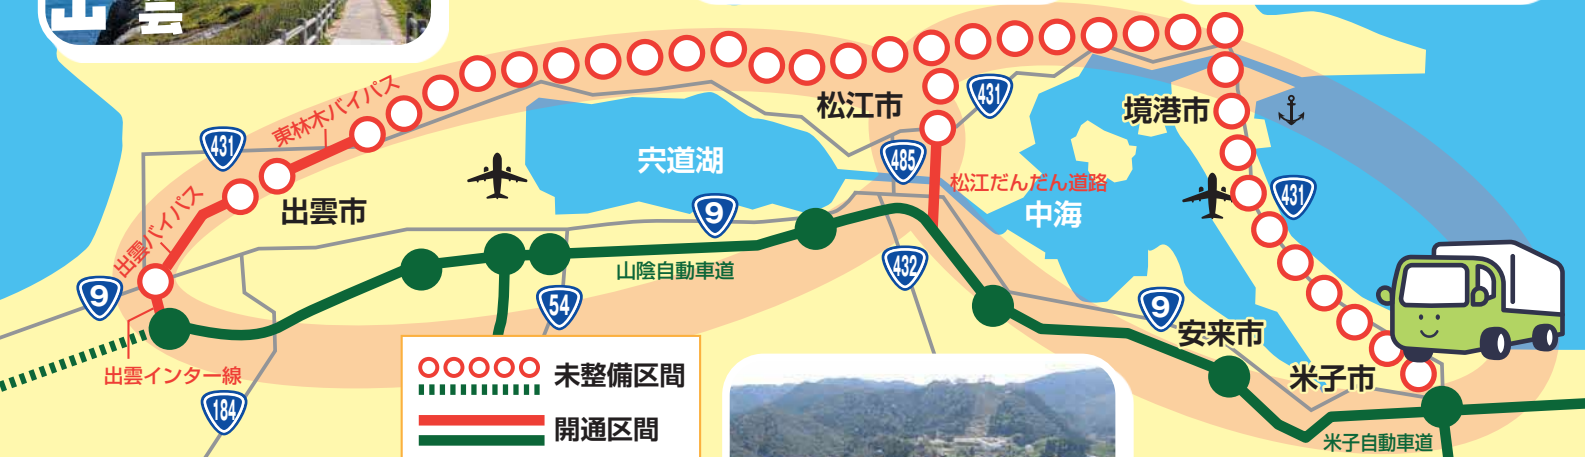 出雲
431
東林木バイパス
松江市
431
境港市
宍道湖
485
松江だんだん道路
出雲バイパス
出雲市
9
中海
431
山陰自動車道
432
9
54
9
安来市
未整備区間
出雲インター線
米子市
184
開通区間
米子自動車道